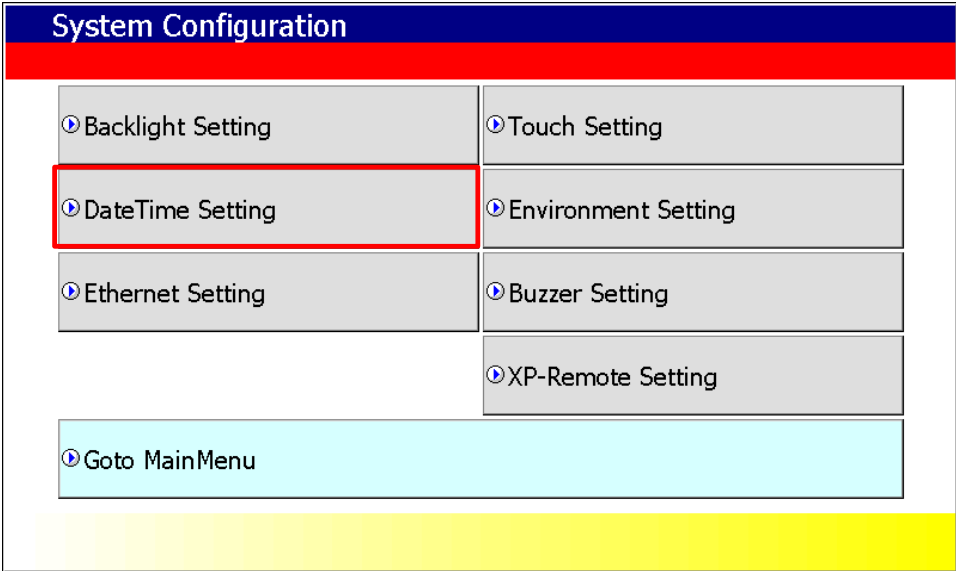 System Configuration
Backlight Setting
Touch Setting
DateTime Setting
Environment Setting
Ethernet Setting
Buzzer Setting
XP-Remote Setting
Goto MainMenu